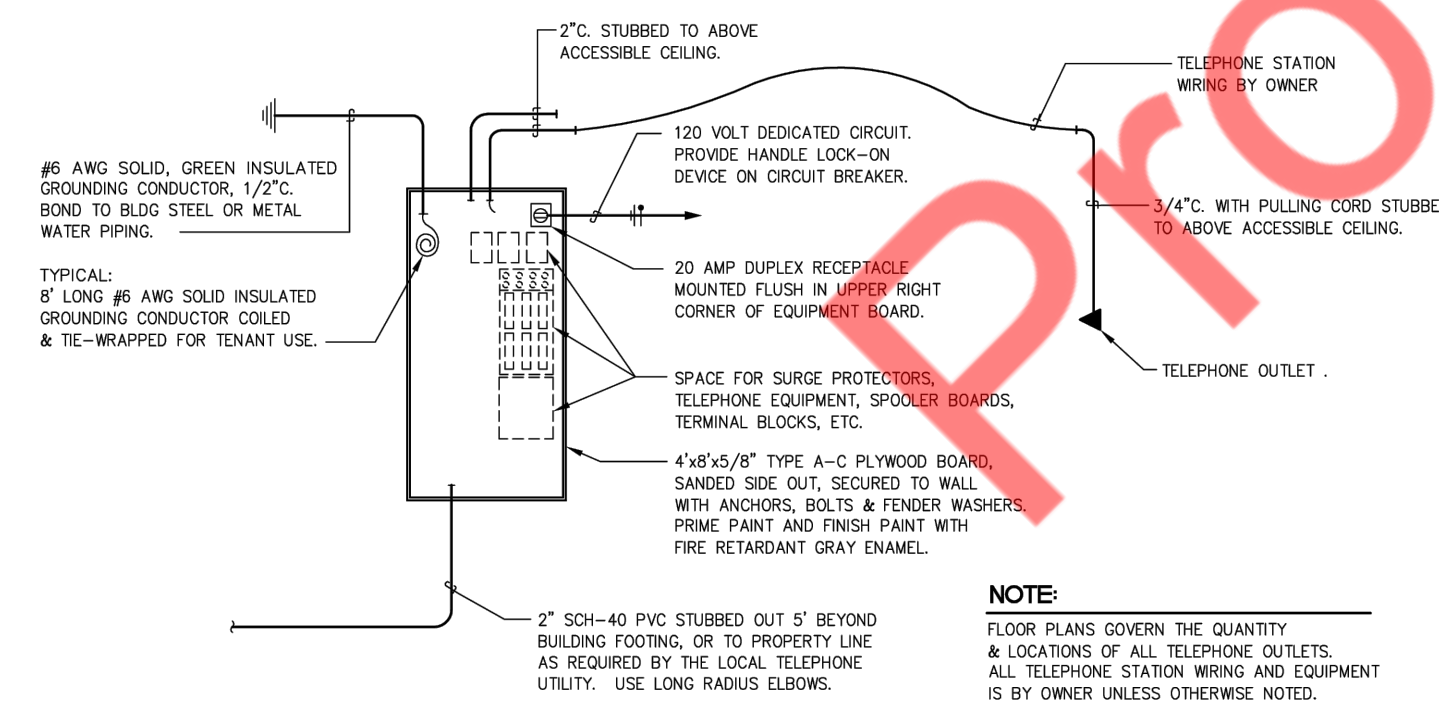 2"C. STUBBED TO ABOVE
ACCESSIBLE CEILING.
TELEPHONE STATION
WIRING BY OWNER
120 VOLT DEDICATED CIRCUIT.
PROVIDE HANDLE LOCK-ON
DEVICE ON CIRCUIT BREAKER.
#6 AWG SOLID, GREEN INSULATED
GROUNDING CONDUCTOR, 1/2"C.
BOND TO BLDG STEEL OR METAL
WATER PIPING.
3/4"C. WITH PULLING CORD STUBBE
TO ABOVE ACCESSIBLE CEILING.
TYPICAL:
8' LONG #6 AWG SOLID INSULATED
GROUNDING CONDUCTOR COILED
& TIE-WRAPPED FOR TENANT USE.
20 AMP DUPLEX RECEPTACLE
MOUNTED FLUSH IN UPPER RIGHT
CORNER OF EQUIPMENT BOARD.
TELEPHONE OUTLET .
SPACE FOR SURGE PROTECTORS,
TELEPHONE EQUIPMENT, SPOOLER BOARDS,
TERMINAL BLOCKS, ETC.
4'x8'x5/8" TYPE A-C PLYWOOD BOARD,
SANDED SIDE OUT, SECURED TO WALL
WITH ANCHORS, BOLTS & FENDER WASHERS.
PRIME PAINT AND FINISH PAINT WITH
FIRE RETARDANT GRAY ENAMEL.
2" SCH-40 PVC STUBBED OUT 5' BEYOND
BUILDING FOOTING, OR TO PROPERTY LINE
AS REQUIRED BY THE LOCAL TELEPHONE
UTILITY. USE LONG RADIUS ELBOWS.
NOTE:
FLOOR PLANS GOVERN THE QUANTITY
& LOCATIONS OF ALL TELEPHONE OUTLETS.
ALL TELEPHONE STATION WIRING AND EQUIPMENT
IS BY OWNER UNLESS OTHERWISE NOTED.
Pro